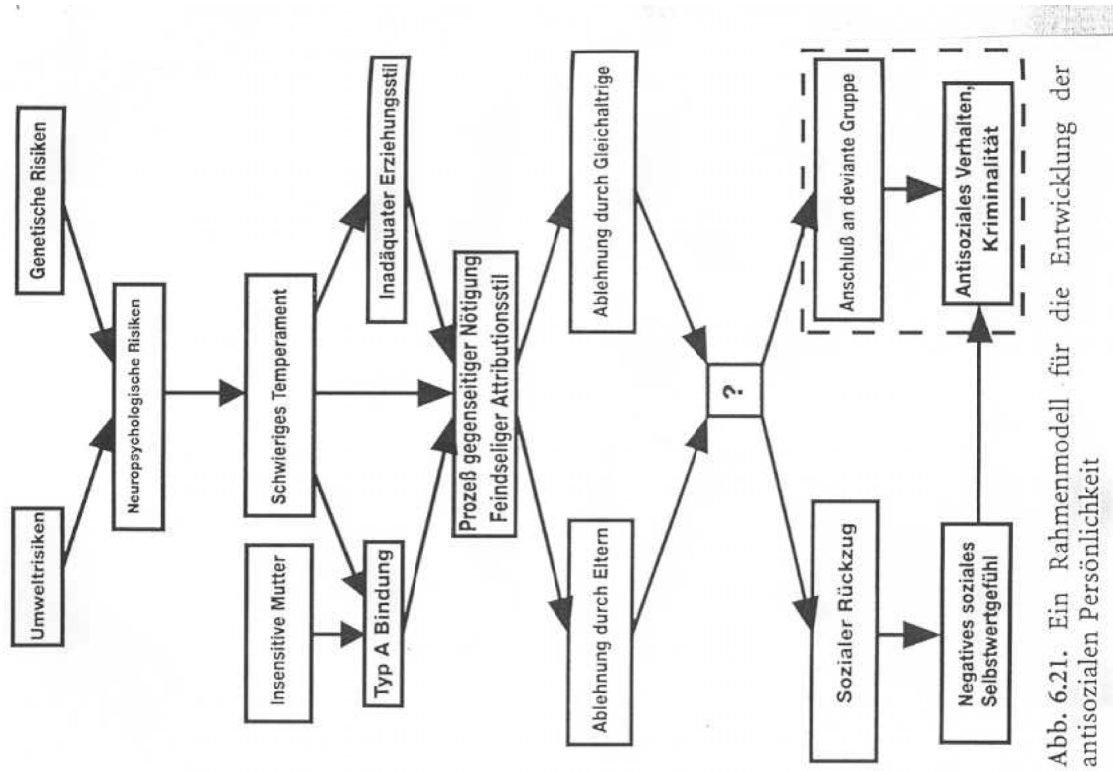 Umweltrisiken
Genetische Risiken
Neuropsychologische Risiken
Insensitive Mutter
Schwieriges Temperament
Typ A Bindung
Inadäquater Erziehungsstil
Prozeß gegenseitiger Nötigung
Feindseliger Attributionsstil
Ablehnung durch Eltern
Ablehnung durch Gleichaltrige
?
Sozialer Rückzug
Anschluß an deviante Gruppe
Negatives soziales
Selbstwertgefühl
Antisoziales Verhalten,
Kriminalität
Abb. 6.21. Ein Rahmenmodell für die Entwicklung der
antisozialen Persönlichkeit